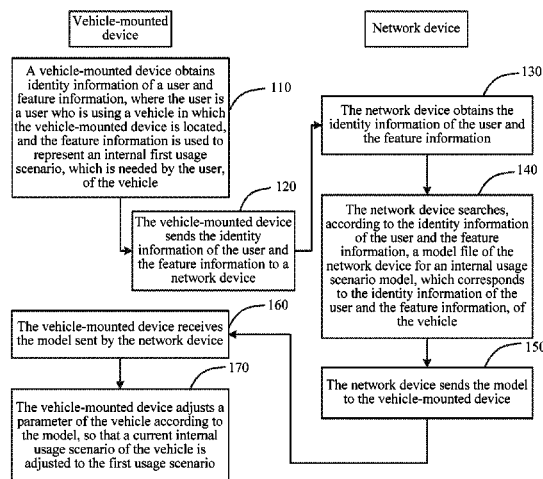 Vehicle-mounted
device
Network device
A vehicle-mounted device obtains
identity information of a user and
feature information, where the user is
a user who is using a vehicle in which
the vehicle-mounted device is located,
and the feature information is used to
represent an internal first usage
scenario, which is needed by the user,
of the vehicle
110
120
The vehicle-mounted device
sends the identity
information of the user and
the feature information to a
network device
130
The network device obtains the
identity information of the user and
the feature information
140
The network device searches,
according to the identity information
of the user and the feature
information, a model file of the
network device for an internal usage
scenario model, which corresponds to
the identity information of the
user and the feature information, of
the vehicle
150
The network device sends the model
to the vehicle-mounted device
160
The vehicle-mounted device receives
the model sent by the network device
170
The vehicle-mounted device adjusts a
parameter of the vehicle according to
the model, so that a current internal
usage scenario of the vehicle is
adjusted to the first usage scenario